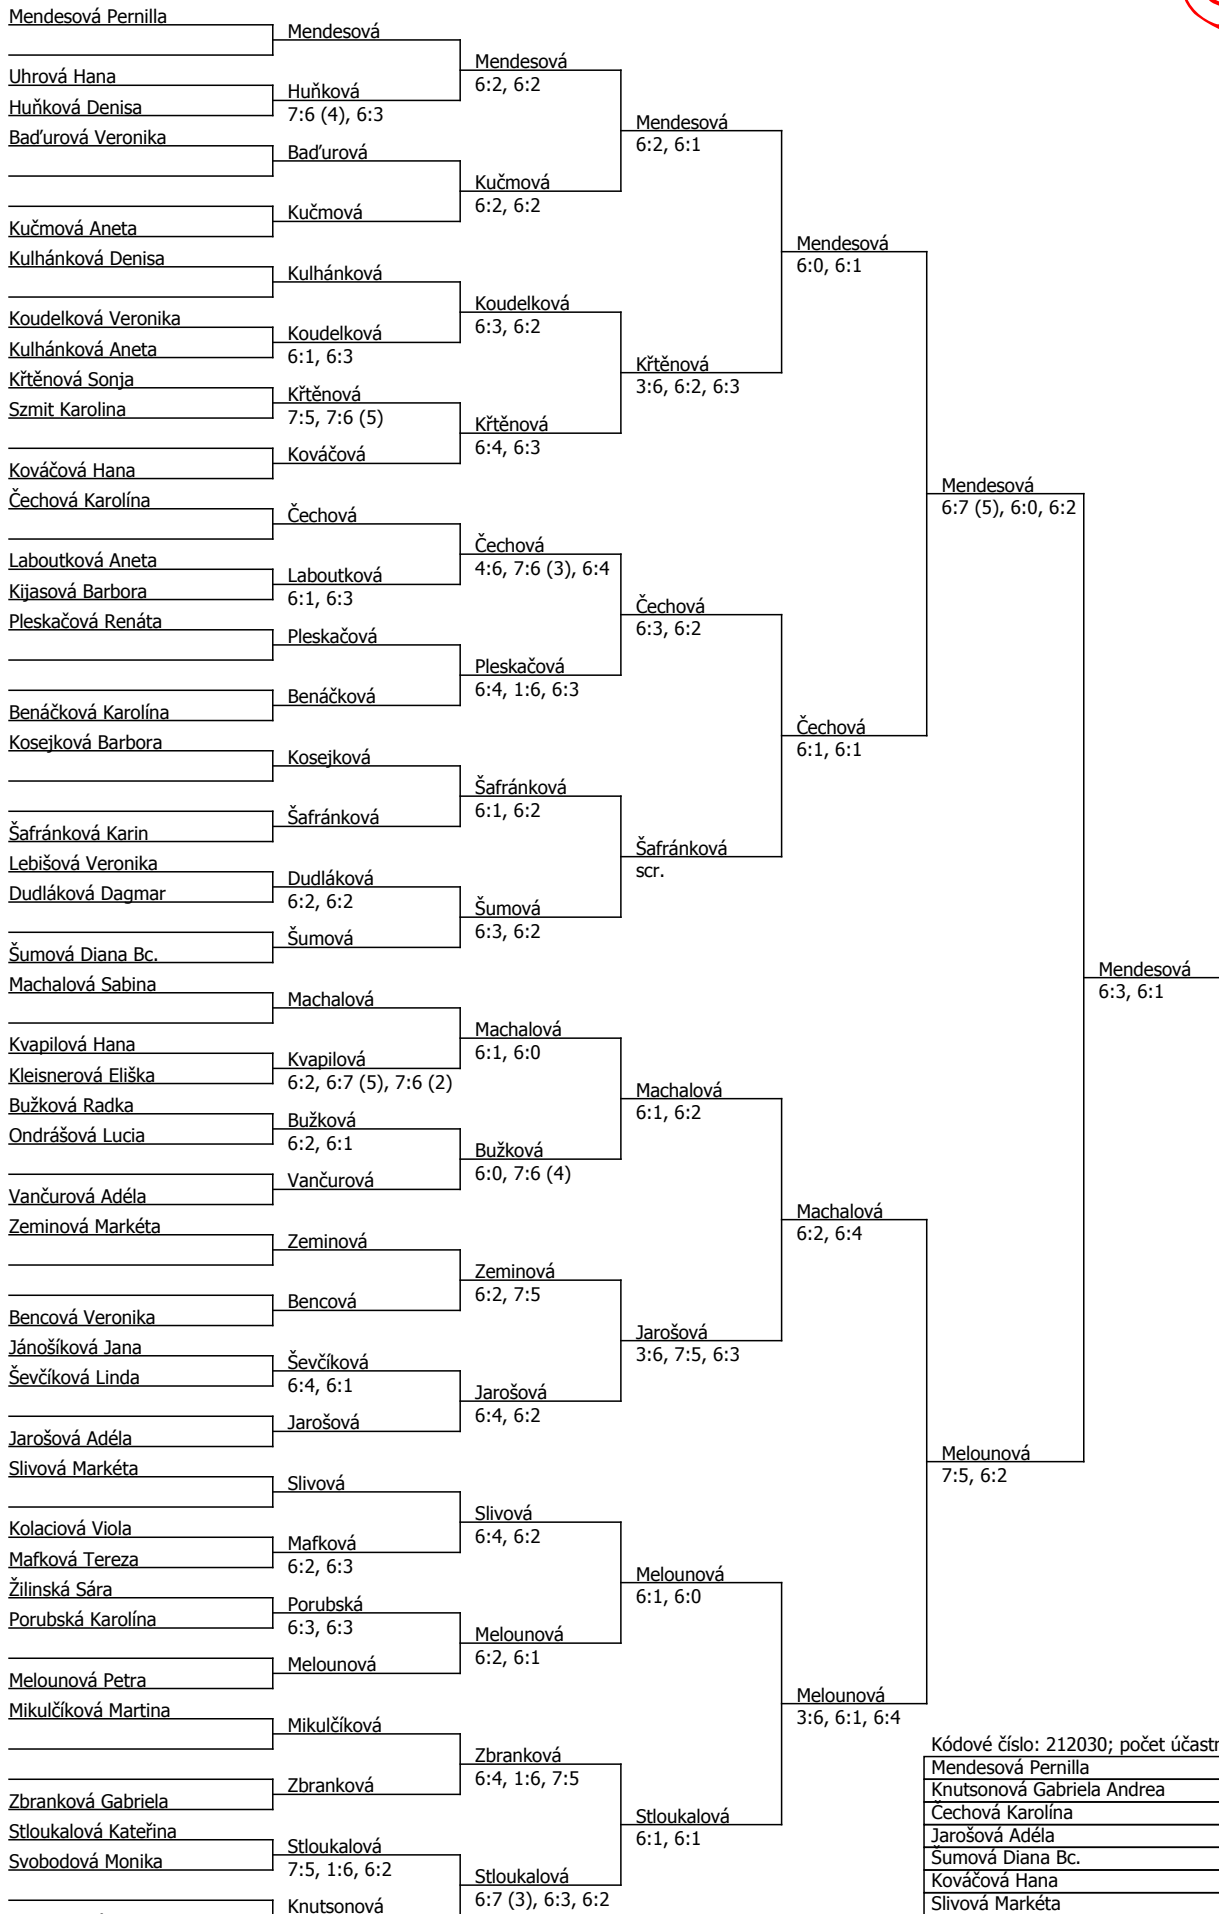 Mendesová Pernilla
Uhrová Hana
Huňková Denisa
Baďurová Veronika
Kučmová Aneta
Kulhánková Denisa
Koudelková Veronika
Kulhánková Aneta
Křtěnová Sonja
Szmit Karolina
Kováčová Hana
Čechová Karolína
Laboutková Aneta
Kijasová Barbora
Pleskačová Renáta
Benáčková Karolína
Kosejková Barbora
Šafránková Karin
Lebišová Veronika
Dudláková Dagmar
Šumová Diana Bc.
Machalová Sabina
Kvapilová Hana
Kleisnerová Eliška
Bužková Radka
Ondrášová Lucia
Vančurová Adéla
Zeminová Markéta
Bencová Veronika
Jánošíková Jana
Ševčíková Linda
Jarošová Adéla
Slivová Markéta
Kolaciová Viola
Mafková Tereza
Žilinská Sára
Porubská Karolína
Melounová Petra
Mikulčíková Martina
Zbranková Gabriela
Stloukalová Kateřina
Svobodová Monika
Mendesová
Huňková
7:6 (4), 6:3
Baďurová
Kučmová
Kulhánková
Koudelková
6:1, 6:3
Křtěnová
7:5, 7:6 (5)
Kováčová
Čechová
Laboutková
6:1, 6:3
Pleskačová
Benáčková
Kosejková
Šafránková
Dudláková
6:2, 6:2
Šumová
Machalová
Kvapilová
6:2, 6:7 (5), 7:6 (2)
Bužková
6:2, 6:1
Vančurová
Zeminová
Bencová
Ševčíková
6:4, 6:1
Jarošová
Slivová
Mafková
6:2, 6:3
Porubská
6:3, 6:3
Melounová
Mikulčíková
Zbranková
Stloukalová
7:5, 1:6, 6:2
Knutsonová
Mendesová
6:2, 6:2
Kučmová
6:2, 6:2
Koudelková
6:3, 6:2
Křtěnová
6:4, 6:3
Čechová
4:6, 7:6 (3), 6:4
Pleskačová
6:4, 1:6, 6:3
Šafránková
6:1, 6:2
Šumová
6:3, 6:2
Machalová
6:1, 6:0
Bužková
6:0, 7:6 (4)
Zeminová
6:2, 7:5
Jarošová
6:4, 6:2
Slivová
6:4, 6:2
Melounová
6:2, 6:1
Zbranková
6:4, 1:6, 7:5
Stloukalová
6:7 (3), 6:3, 6:2
Mendesová
6:2, 6:1
Křtěnová
3:6, 6:2, 6:3
Čechová
6:3, 6:2
Šafránková
scr.
Machalová
6:1, 6:2
Jarošová
3:6, 7:5, 6:3
Melounová
6:1, 6:0
Stloukalová
6:1, 6:1
Mendesová
6:0, 6:1
Čechová
6:1, 6:1
Machalová
6:2, 6:4
Melounová
3:6, 6:1, 6:4
Mendesová
6:7 (5), 6:0, 6:2
Melounová
7:5, 6:2
Mendesová
6:3, 6:1
Kódové číslo: 212030; počet
Mendesová Pernilla
Knutsonová Gabriela Andrea
Čechová Karolína
Jarošová Adéla
Šumová Diana Bc.
Kováčová Hana
Slivová Markéta